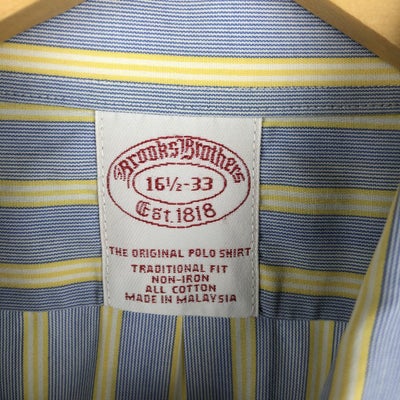 Brooks Brothers
16½-33
Est. 1818
THE ORIGINAL POLO SHIRT
TRADITIONAL FIT
NON-IRON
ALL COTTON
MADE IN MALAYSIA